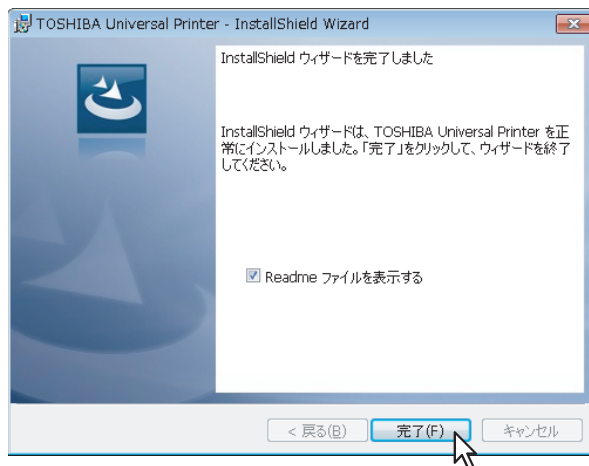 TOSHIBA Universal Printer - InstallShield Wizard
InstallShield ウィザードを完了しました
InstallShield ウィザードは、TOSHIBA Universal Printer を正
常にインストールしました。「完了」をクリックして、ウィザードを終了
してください。
Readme ファイルを表示する
< 戻る(B) 完了(F) キャンセル